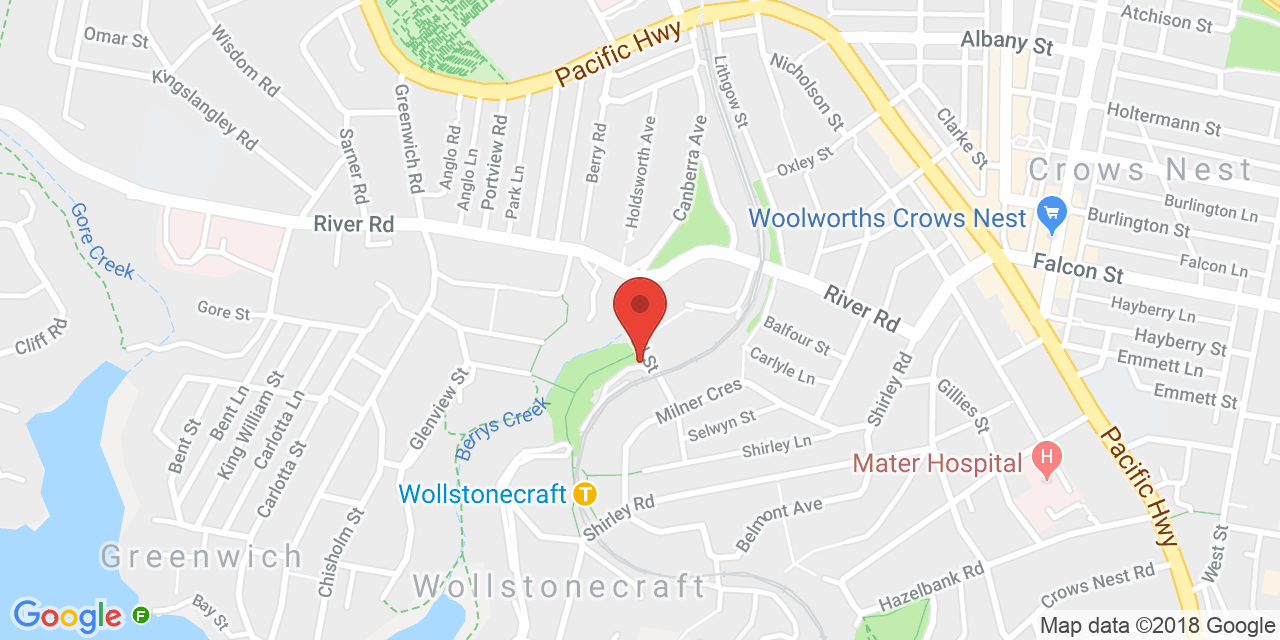 Atchison St
Omar St
Wisdom Rd
Pacific Hwy
Albany St
Lithgow St
Nicholson St
Kingslangley Rd
Greenwich Rd
Holtermann St
Clarke St
Sarner Rd
Anglo Rd
Anglo Ln
Portview Rd
Park Ln
Berry Rd
Holdsworth Ave
Canberra Ave
Oxley St
Crows Nest
Gore Creek
River Rd
Woolworths Crows Nest
Burlington Ln
Burlington St
Falcon St
Falcon Ln
Gore St
River Rd
Hayberry Ln
Cliff Rd
Balfour St
Hayberry St
St
Carlyle Ln
Emmett Ln
Bent St
Bent Ln
King William St
Carlotta Ln
Carlotta St
Glenview St
Berrys Creek
Milner Cres
Selwyn St
Shirley Rd
Gillies St
Emmett St
Shirley Ln
Mater Hospital
H
Pacific Hwy
Wollstonecraft
T
Shirley Rd
Belmont Ave
Chisholm St
Greenwich
Wollstonecraft
West St
Hazelbank Rd
Crows Nest Rd
Bay St
Google
F
Map data ©2018 Google